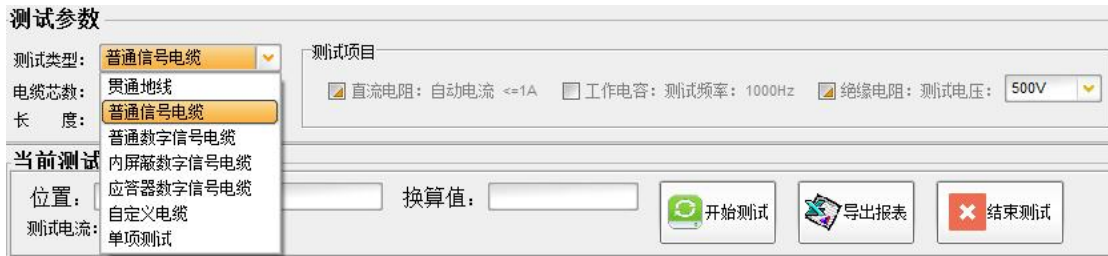 测试参数
测试类型： 普通信号电缆
测试项目
电缆芯数：
长 度：
直流电阻：自动电流 <=1A 工作电容：测试频率：1000Hz 绝缘电阻：测试电压： 500V
贯通地线
普通信号电缆
普通数字信号电缆
内屏蔽数字信号电缆
应答器数字信号电缆
自定义电缆
单项测试
当前测试
位置： 换算值： 开始测试 导出报表 结束测试
测试电流：